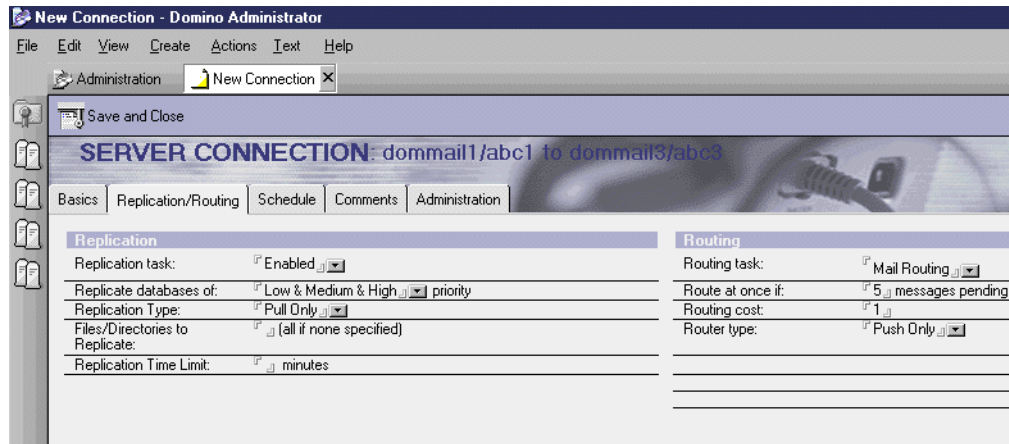 New Connection - Domino Administrator
File Edit View Create Actions Text Help
Administration New Connection
Save and Close
SERVER CONNECTION: dommail1/abc1 to dommail3/abc3
Basics Replication/Routing Schedule Comments Administration
Replication Routing
Replication task: Enabled Routing task: Mail Routing
Replicate databases of: Low & Medium & High priority Route at once if: 5 messages pending
Replication Type: Pull Only Routing cost: 1
Files/Directories to (all if none specified) Router type: Push Only
Replicate:
Replication Time Limit: minutes